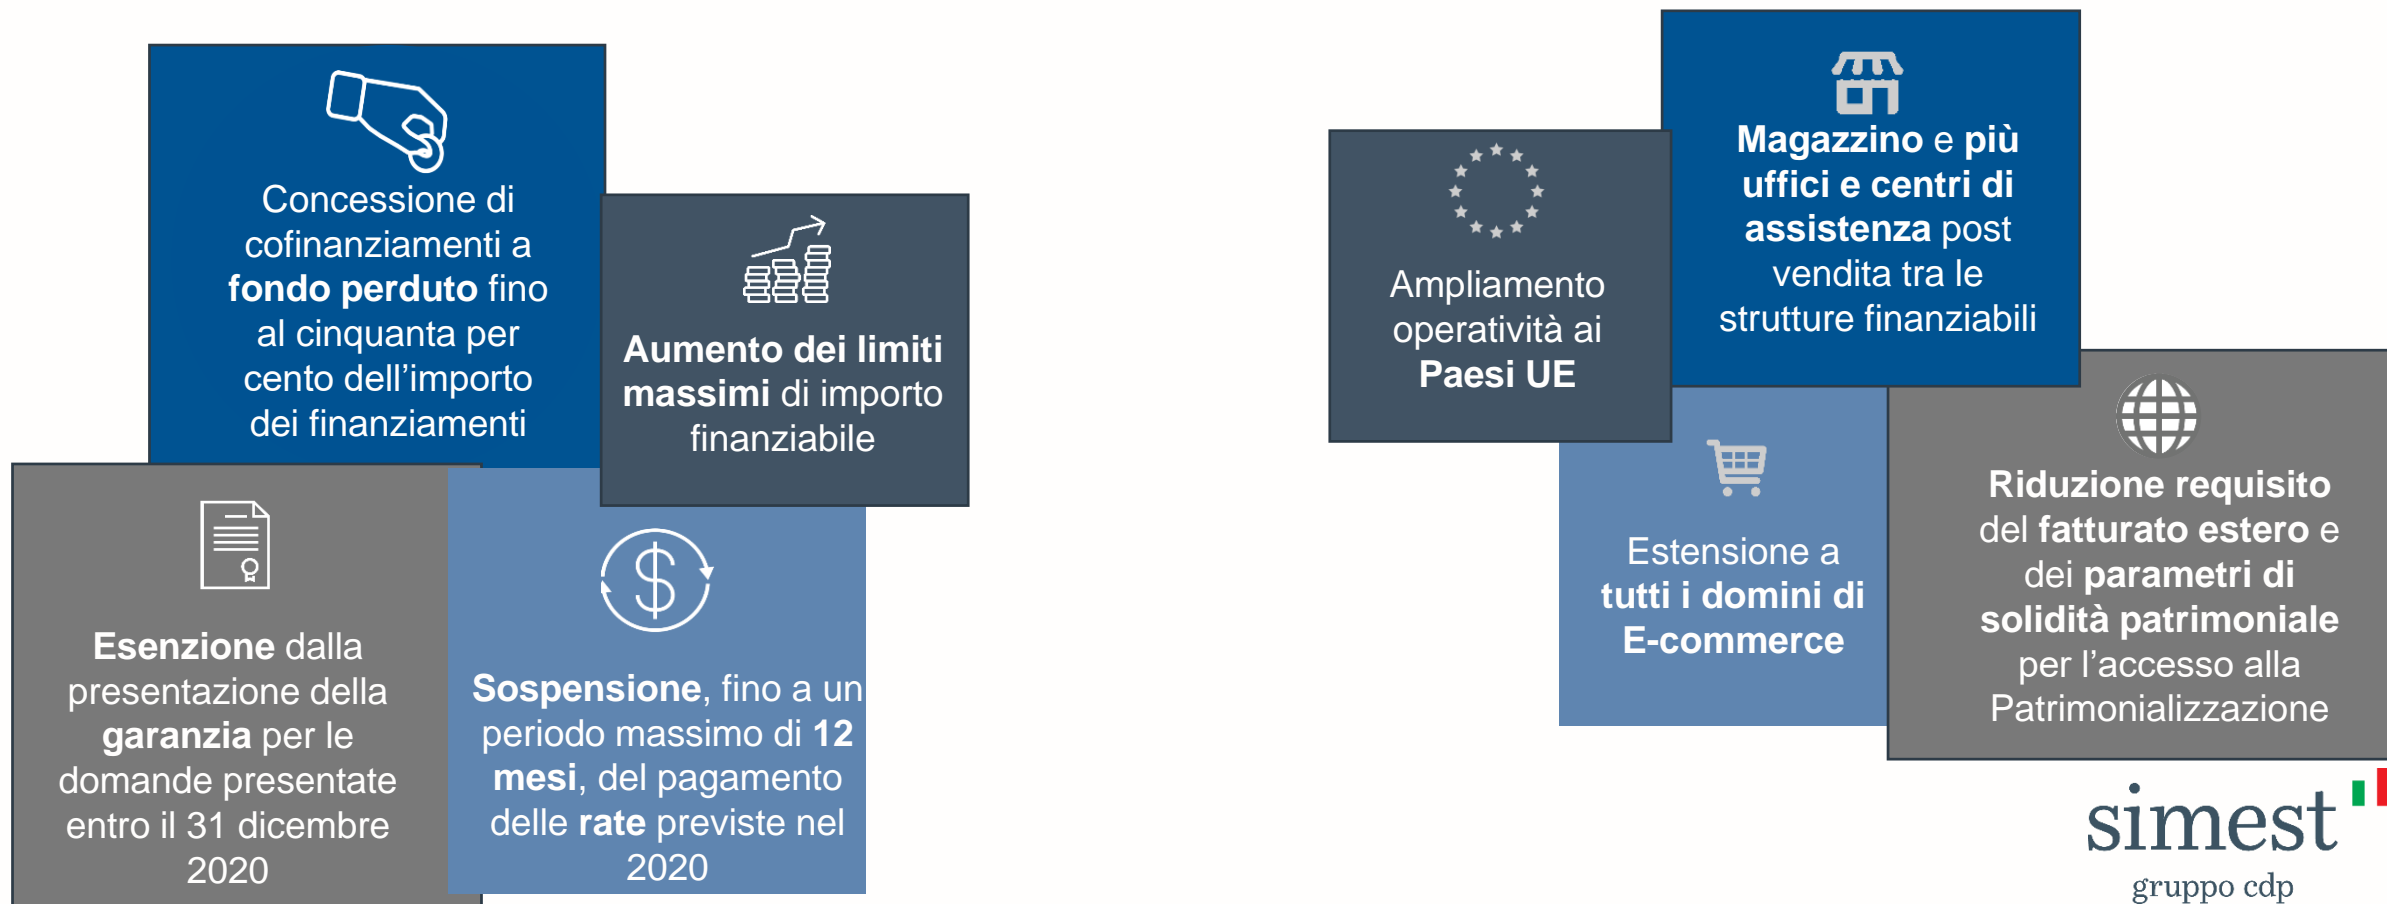 Concessione di
cofinanziamenti a
fondo perduto fino
al cinquanta per
cento dell’importo
dei finanziamenti
Aumento dei limiti
massimi di importo
finanziabile
Esenzione dalla
presentazione della
garanzia per le
domande presentate
entro il 31 dicembre
2020
Sospensione, fino a un
periodo massimo di 12
mesi, del pagamento
delle rate previste nel
2020
Ampliamento
operatività ai
Paesi UE
Magazzino e più
uffici e centri di
assistenza post
vendita tra le
strutture finanziabili
Estensione a
tutti i domini di
E-commerce
Riduzione requisito
del fatturato estero e
dei parametri di
solidità patrimoniale
per l’accesso alla
Patrimonializzazione
simest
gruppo cdp